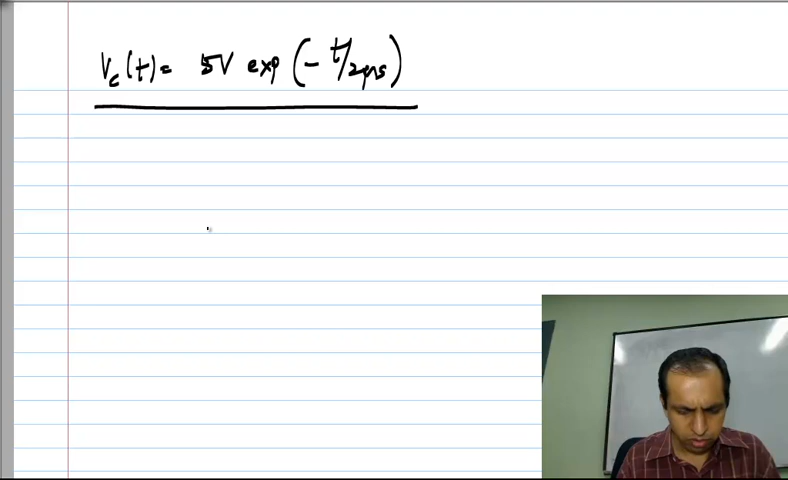 Vc(t) = 5V exp (- t/2μs)